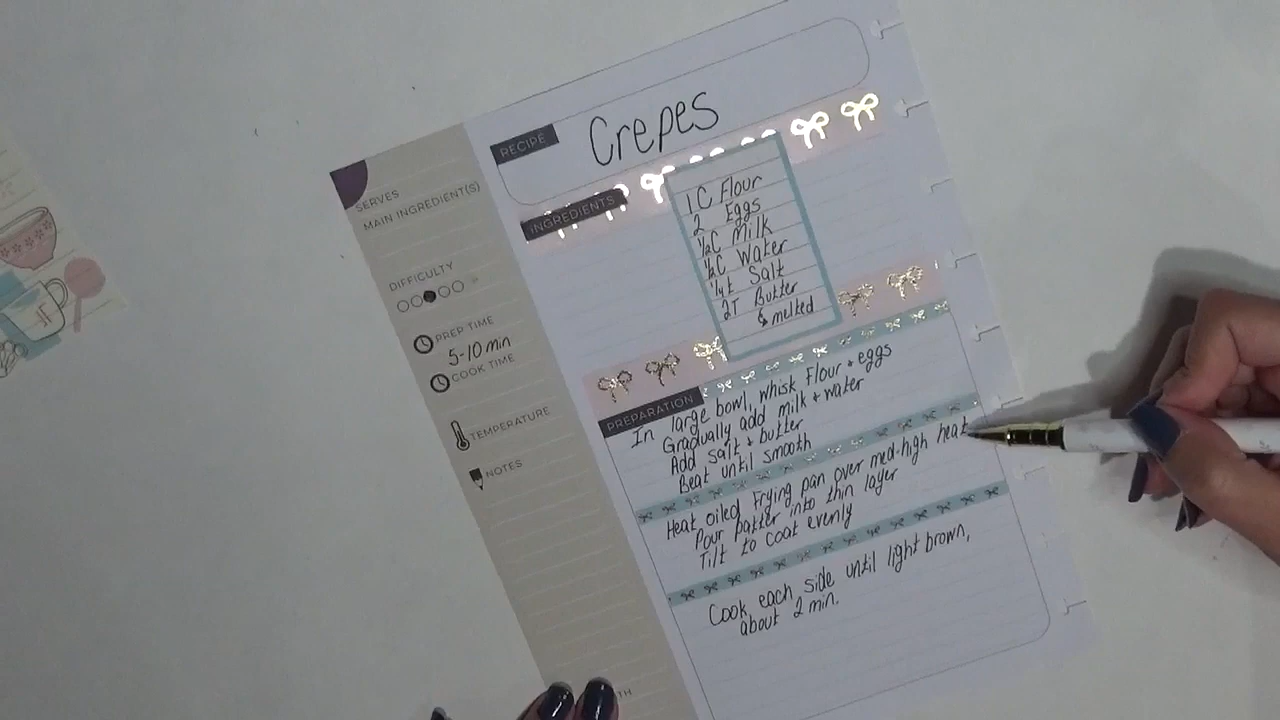 RECIPE
Crepes
SERVES
MAIN INGREDIENT(S)
DIFFICULTY
PREP TIME
5-10 min
COOK TIME
TEMPERATURE
NOTES
INGREDIENTS
1 C Flour
2 Eggs
½C Milk
½C Water
¼t Salt
2T Butter
melted
PREPARATION
In large bowl, whisk Flour + eggs
Gradually add milk + water
Add salt + butter
Beat until smooth
Heat oiled Frying pan over med-high heat
Pour batter into thin layer
Tilt to coat evenly
Cook each side until light brown,
about 2 min.